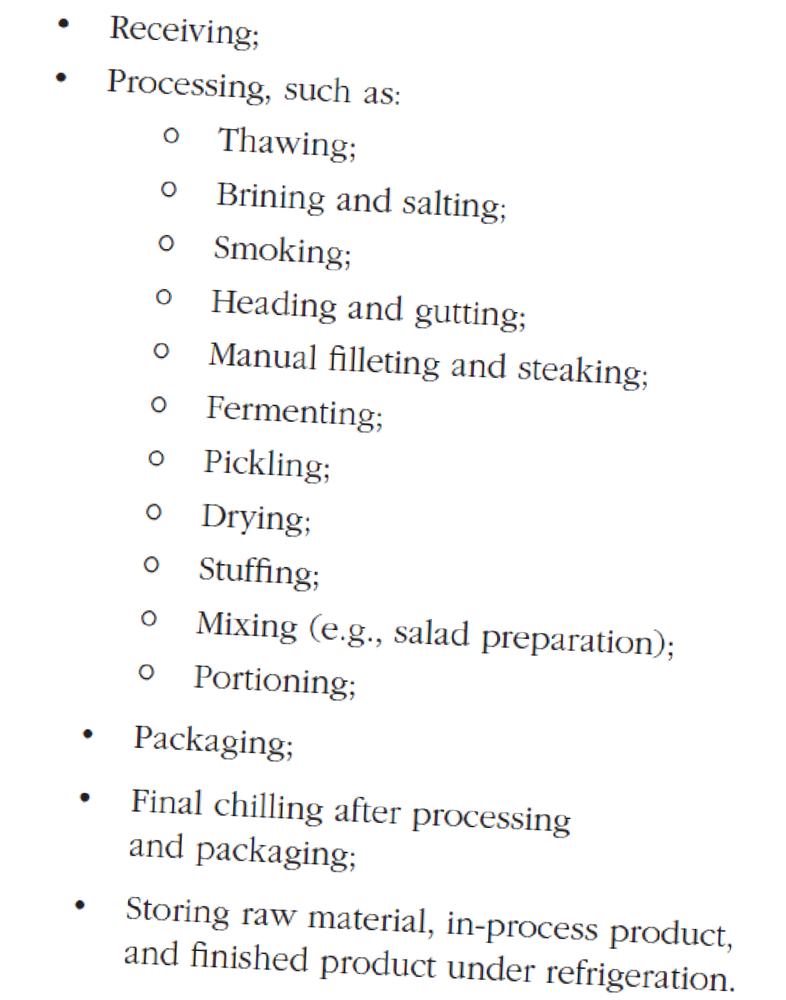 • Receiving;
• Processing, such as:
o Thawing;
o Brining and salting;
o Smoking;
o Heading and gutting;
o Manual filleting and steaking;
o Fermenting;
o Pickling;
o Drying;
o Stuffing;
o Mixing (e.g., salad preparation);
o Portioning;
• Packaging;
• Final chilling after processing
and packaging;
• Storing raw material, in-process product,
and finished product under refrigeration.